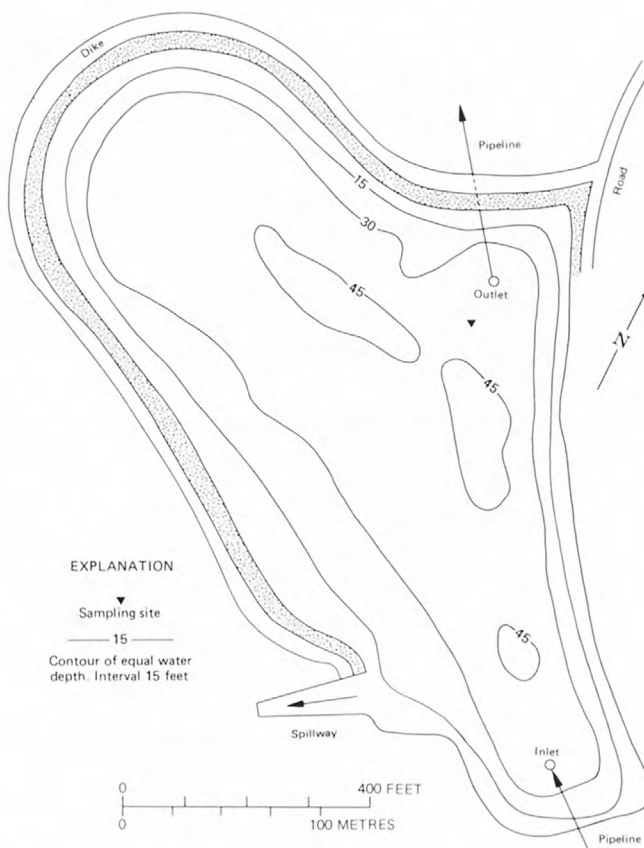 Dike
Pipeline
Road
15
30
45
Outlet
N
45
EXPLANATION
Sampling site
15
Contour of equal water
depth. Interval 15 feet
45
Spillway
Inlet
0 400 FEET
0 100 METRES
Pipeline